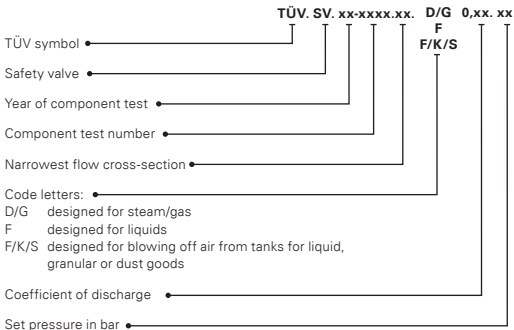 TÜV. SV. xx-xxxx.xx. D/G 0,xx. xx
F
F/K/S
TÜV symbol
Safety valve
Year of component test
Component test number
Narrowest flow cross-section
Code letters:
D/G designed for steam/gas
F designed for liquids
F/K/S designed for blowing off air from tanks for liquid,
granular or dust goods
Coefficient of discharge
Set pressure in bar